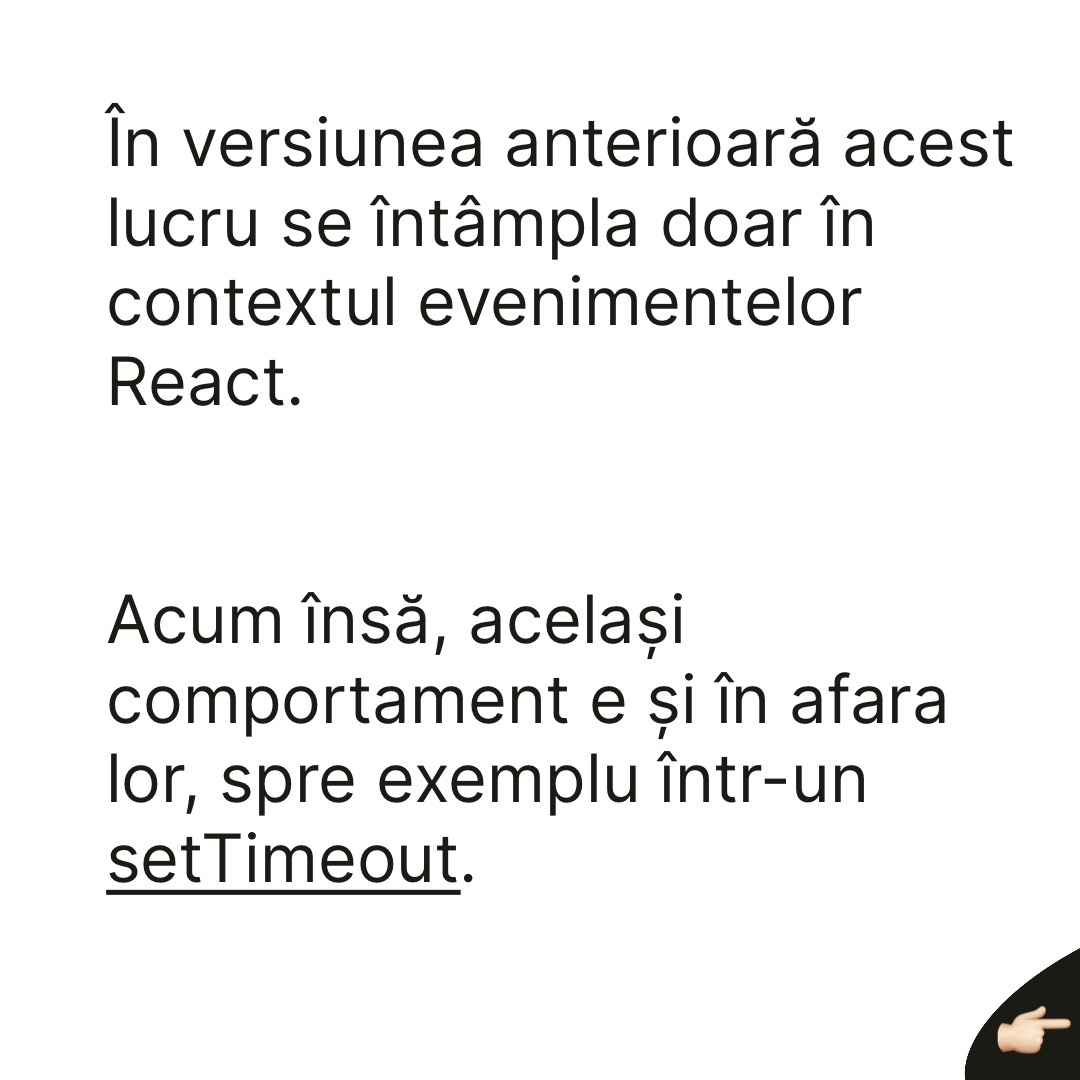 În versiunea anterioară acest
lucru se întâmpla doar în
contextul evenimentelor
React.
Acum însă, același
comportament e și în afara
lor, spre exemplu într-un
setTimeout.